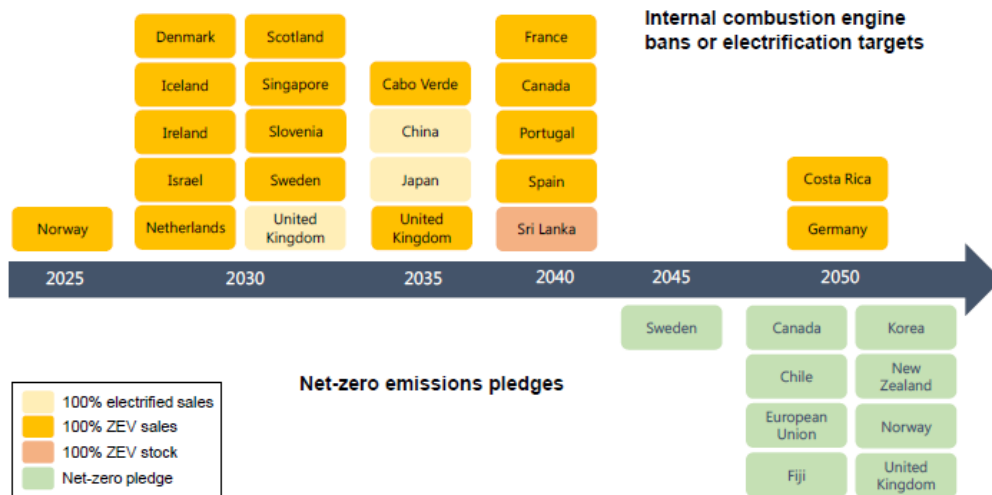 Internal combustion engine
bans or electrification targets
Denmark
Scotland
France
Iceland
Singapore
Cabo Verde
Canada
Ireland
Slovenia
China
Portugal
Israel
Sweden
Japan
Spain
Costa Rica
Norway
Netherlands
United
Kingdom
United
Kingdom
Sri Lanka
Germany
2025
2030
2035
2040
2045
2050
Sweden
Canada
Korea
Net-zero emissions pledges
Chile
New
Zealand
European
Union
Norway
Fiji
United
Kingdom
100% electrified sales
100% ZEV sales
100% ZEV stock
Net-zero pledge